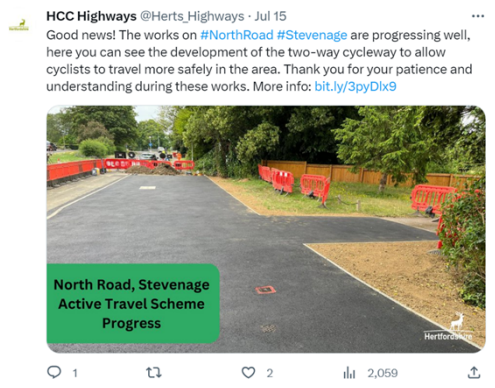 HCC Highways @Herts_Highways · Jul 15
Good news! The works on #NorthRoad #Stevenage are progressing well,
here you can see the development of the two-way cycleway to allow
cyclists to travel more safely in the area. Thank you for your patience and
understanding during these works. More info: bit.ly/3pyDlx9
North Road, Stevenage
Active Travel Scheme
Progress
Hertfordshire
1 2 2,059